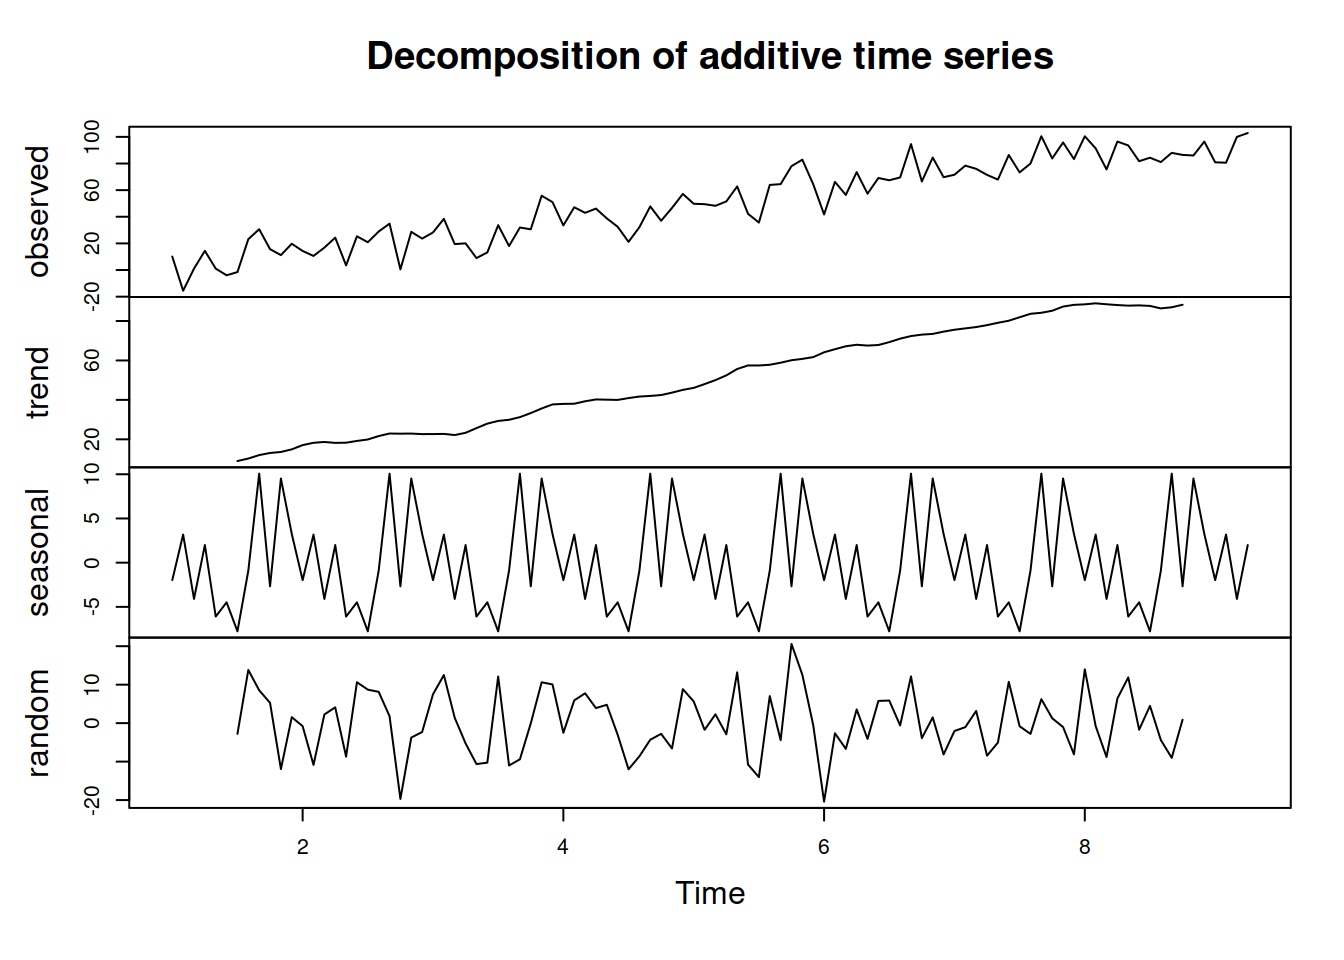 Decomposition of additive time series
observed
-20 20 60 100
trend
20 60
seasonal
-5 0 5 10
random
-20 0 10
2 4 6 8
Time